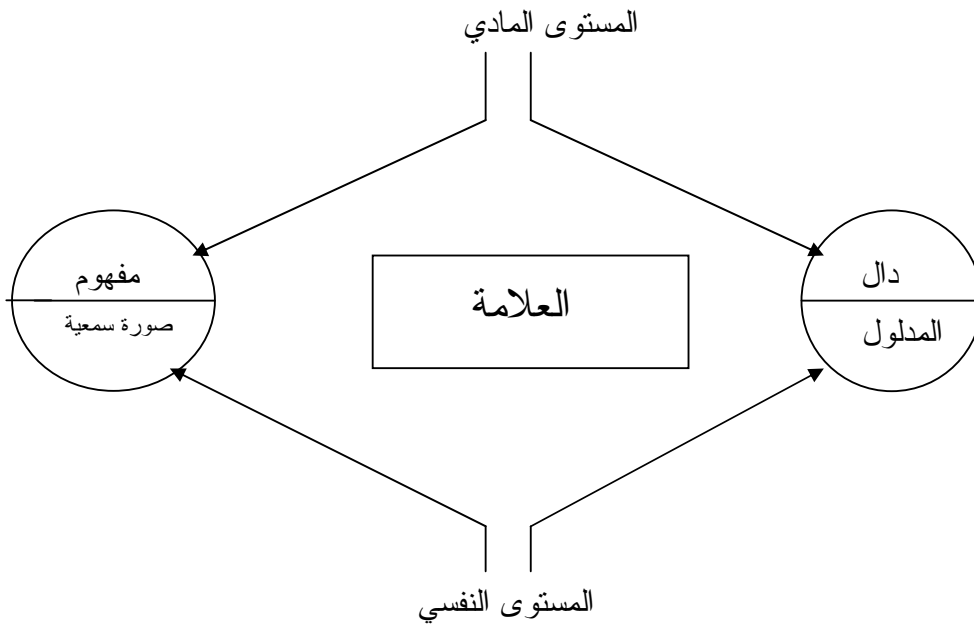 المستوى المادي
دال
المدلول
العلامة
مفهوم
صورة سمعية
المستوى النفسي